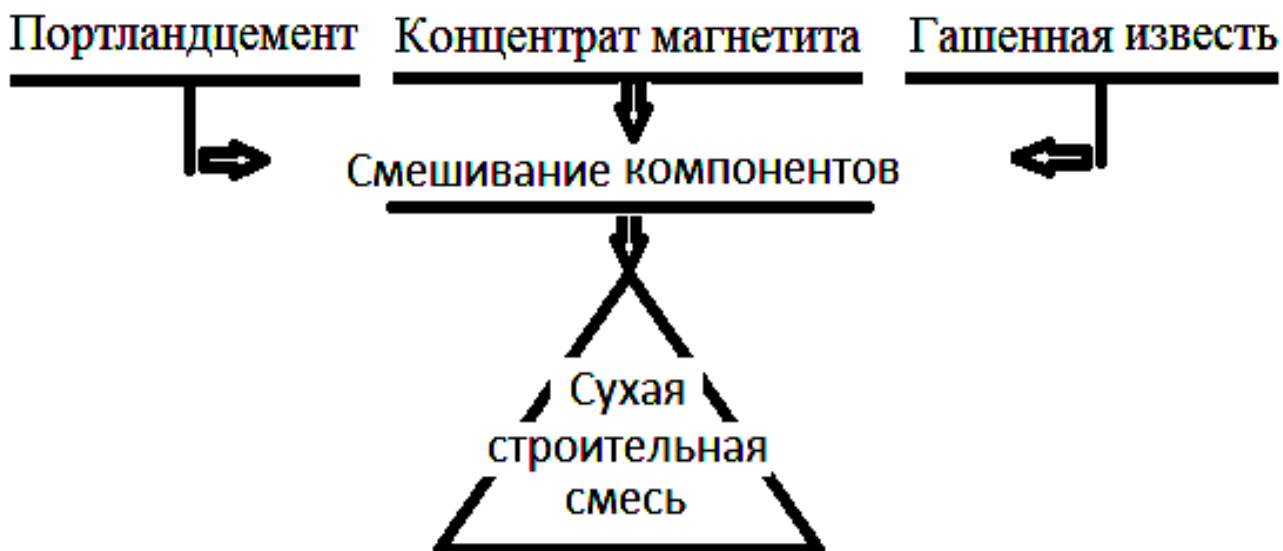 Портландцемент
Концентрат магнетита
Гашенная известь
Смешивание компонентов
Сухая
строительная
смесь